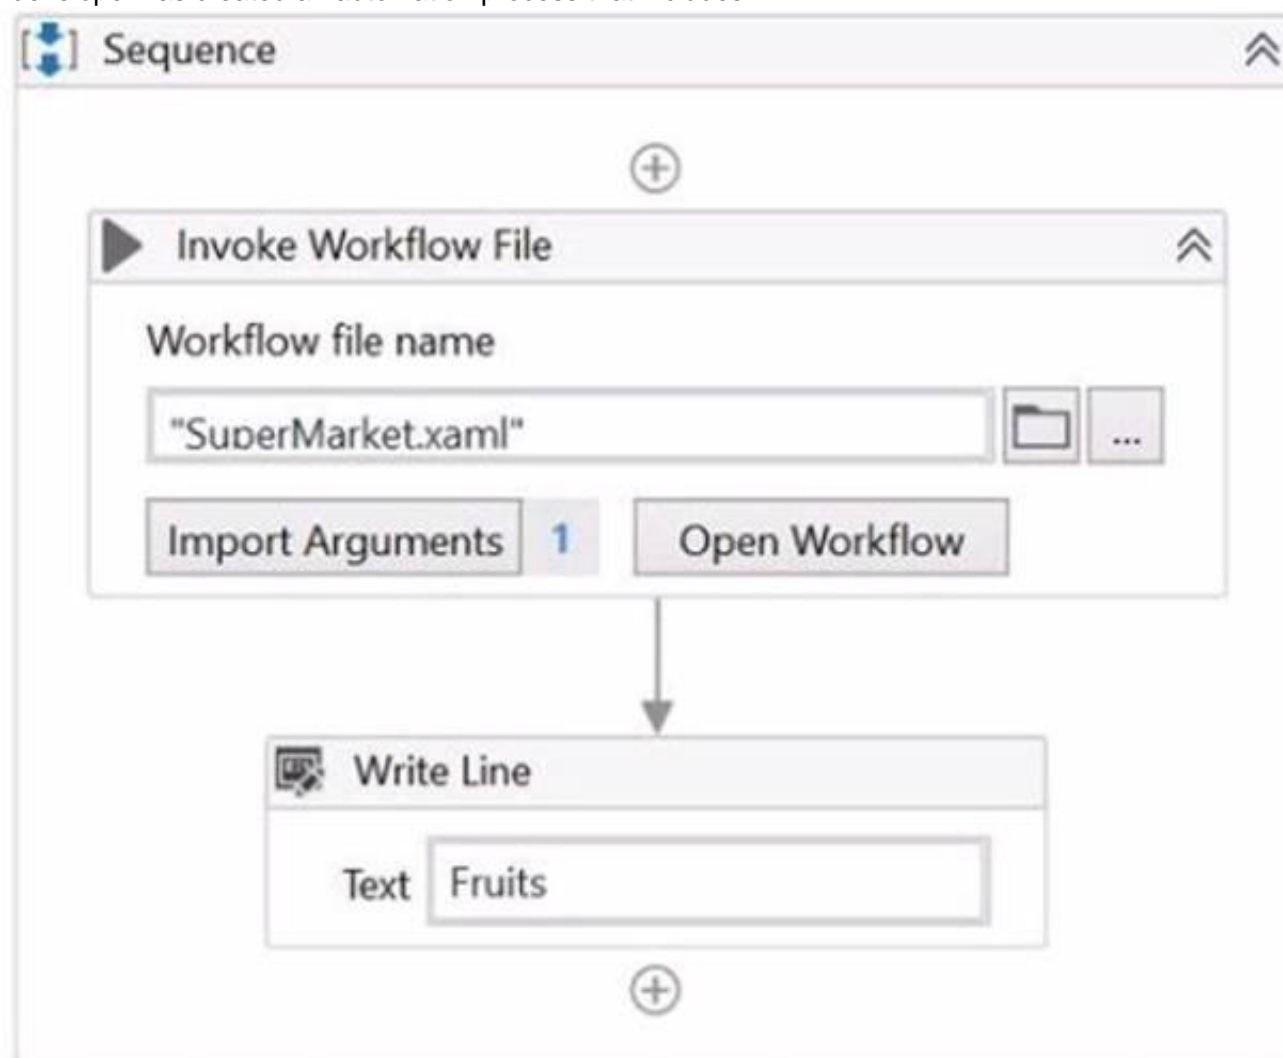 Sequence
Invoke Workflow File
Workflow file name
"SuperMarket.xaml"
...
Import Arguments 1 Open Workflow
Write Line
Text Fruits